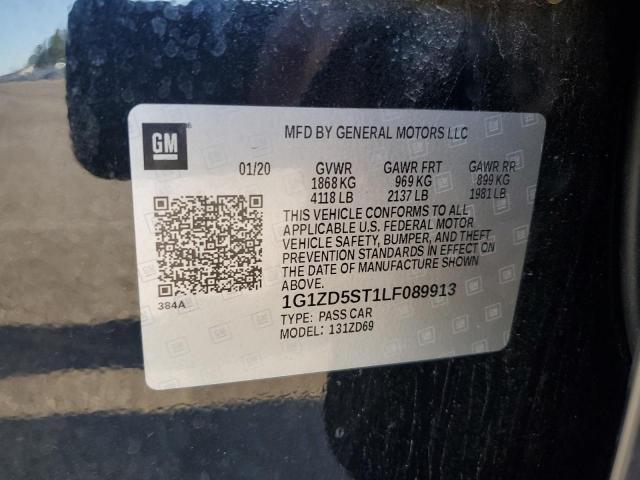 GM
MFD BY GENERAL MOTORS LLC
01/20 GVWR GAWR FRT GAWR RR
1868 KG 969 KG 899 KG
4118 LB 2137 LB 1981 LB
THIS VEHICLE CONFORMS TO ALL
APPLICABLE U.S. FEDERAL MOTOR
VEHICLE SAFETY, BUMPER, AND THEFT
PREVENTION STANDARDS IN EFFECT ON
THE DATE OF MANUFACTURE SHOWN
ABOVE.
384A
1G1ZD5ST1LF089913
TYPE: PASS CAR
MODEL: 131ZD69